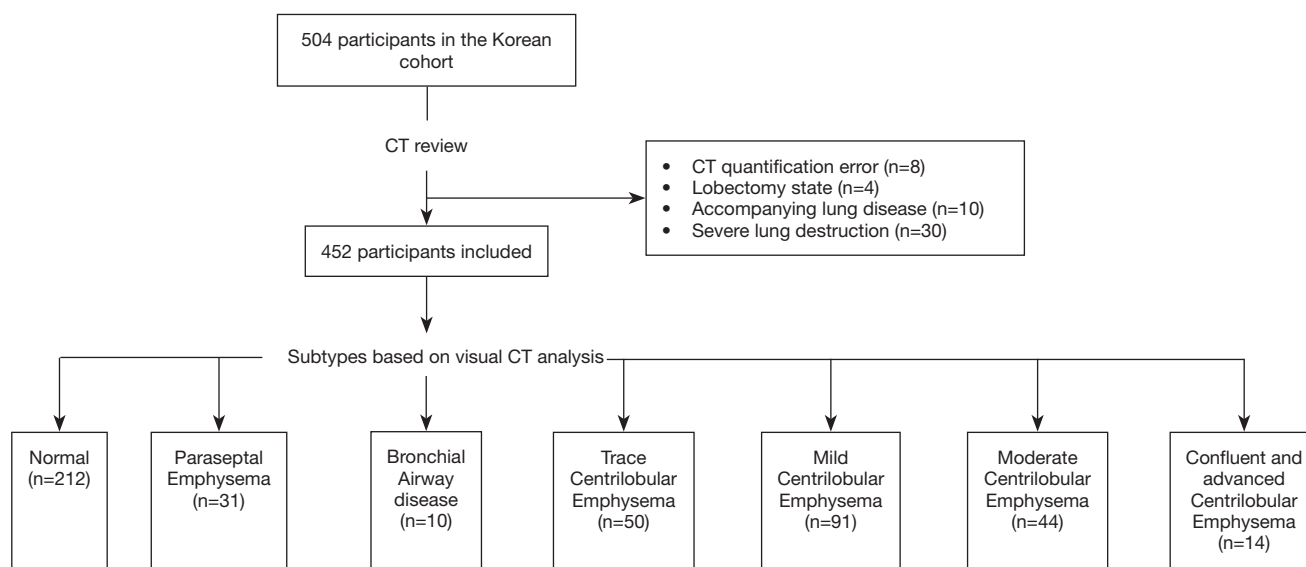 504 participants in the Korean
cohort
CT review
• CT quantification error (n=8)
• Lobectomy state (n=4)
• Accompanying lung disease (n=10)
• Severe lung destruction (n=30)
452 participants included
Subtypes based on visual CT analysis
Normal
(n=212)
Paraseptal
Emphysema
(n=31)
Bronchial
Airway
disease
(n=10)
Trace
Centrilobular
Emphysema
(n=50)
Mild
Centrilobular
Emphysema
(n=91)
Moderate
Centrilobular
Emphysema
(n=44)
Confluent and
advanced
Centrilobular
Emphysema
(n=14)